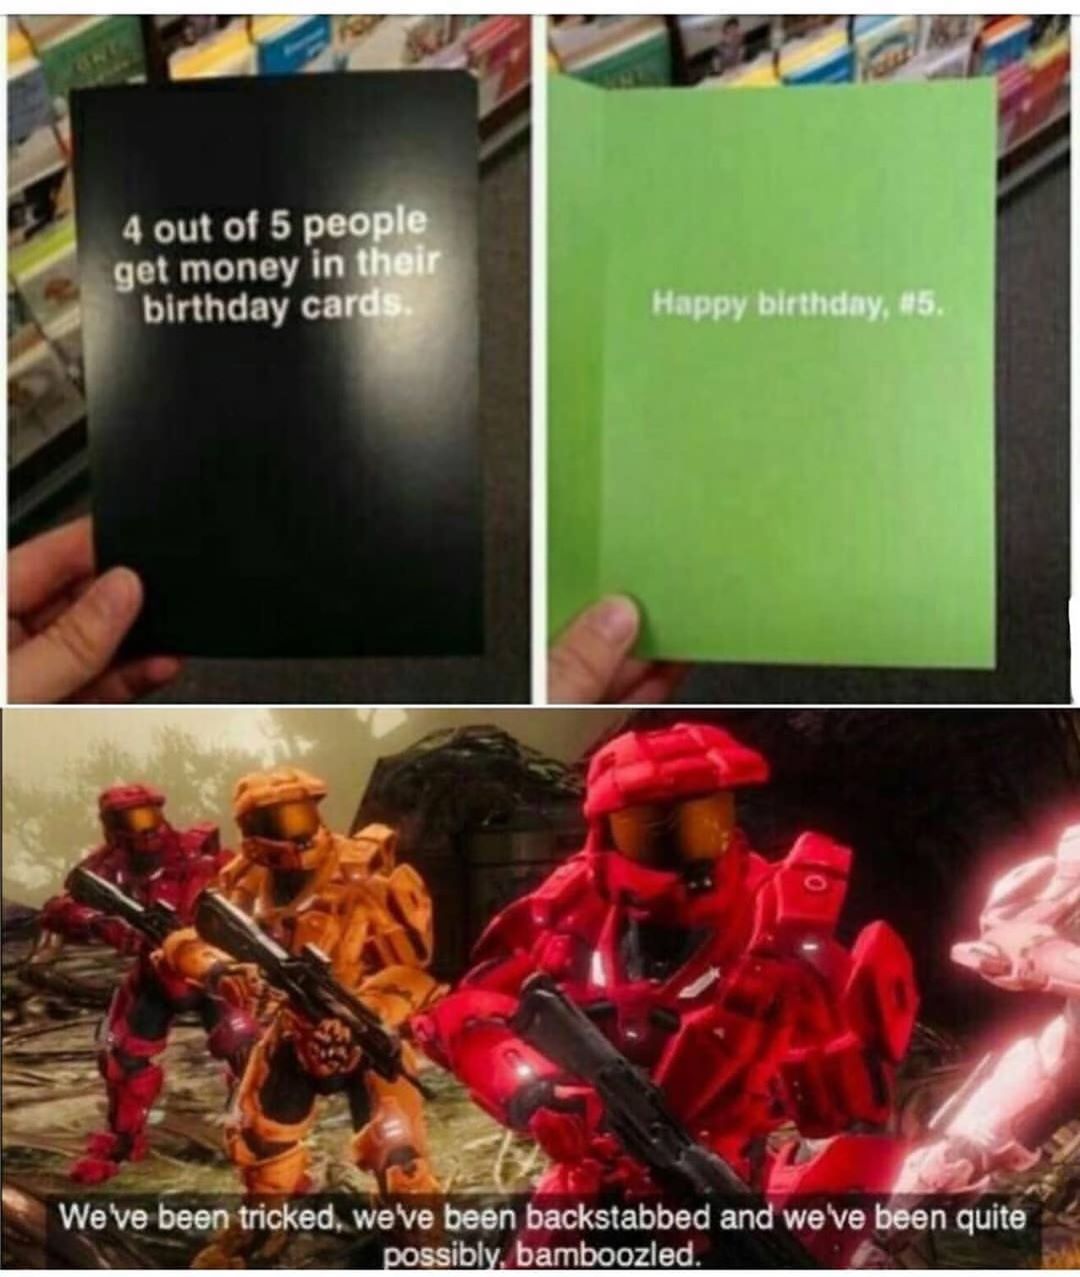 4 out of 5 people
get money in their
birthday cards.
Happy birthday, #5.
We've been tricked, we've been backstabbed and we've been quite
possibly, bamboozled.